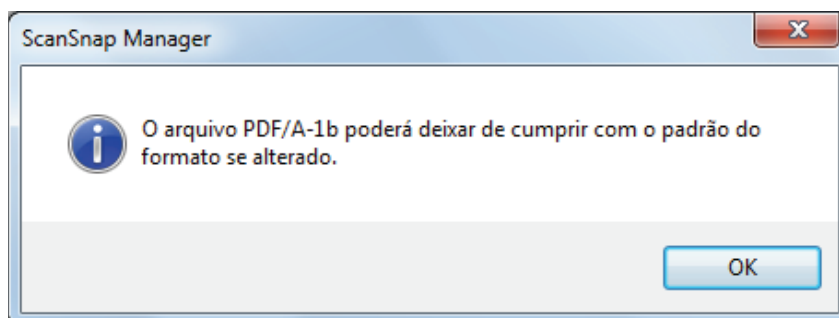 ScanSnap Manager
O arquivo PDF/A-1b poderá deixar de cumprir com o padrão do
formato se alterado.
OK